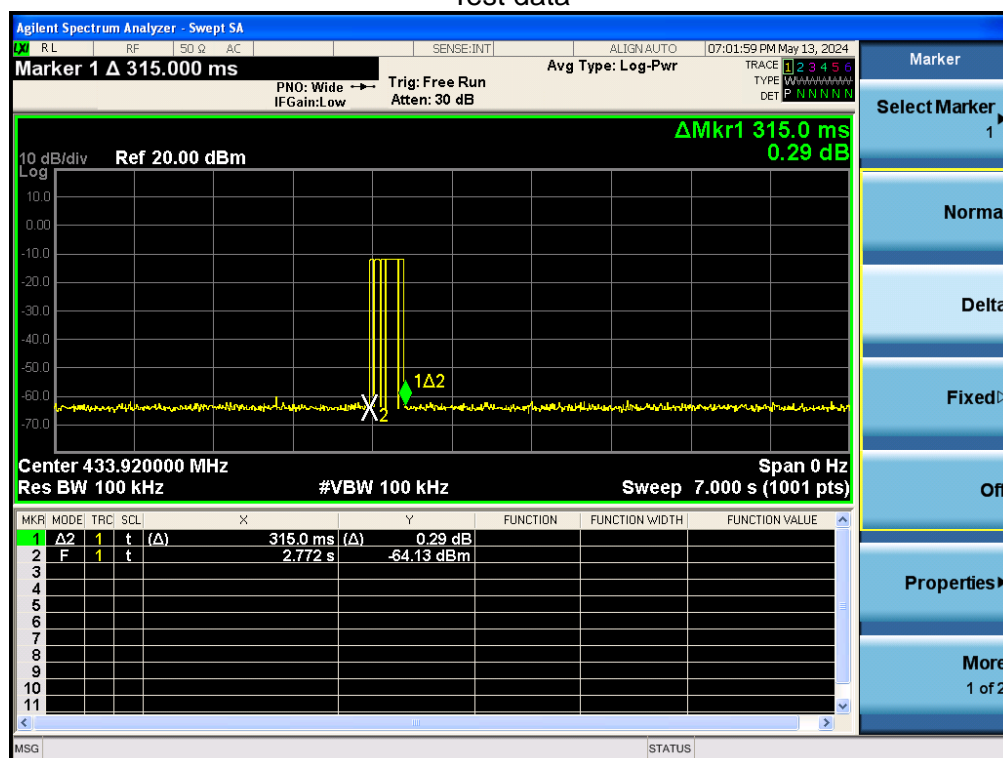 Test data
Agilent Spectrum Analyzer - Swept SA
LXI RL RF 50 Ω AC SENSE:INT ALIGN AUTO 07:01:59 PM May 13, 2024
Marker 1 Δ 315.000 ms
PNO: Wide
IFGain:Low
Trig: Free Run
Atten: 30 dB
Avg Type: Log-Pwr
TRACE 1 2 3 4 5 6
TYPE
DET P N N N N N
ΔMkr1 315.0 ms
0.29 dB
10 dB/div Ref 20.00 dBm
Log
10.0
0.00
-10.0
-20.0
-30.0
-40.0
-50.0
-60.0
-70.0
1Δ2
2
Center 433.920000 MHz Span 0 Hz
Res BW 100 kHz #VBW 100 kHz Sweep 7.000 s (1001 pts)
MKR MODE TRC SCL X Y FUNCTION FUNCTION WIDTH FUNCTION VALUE
1 Δ2 1 t (Δ) 315.0 ms (Δ) 0.29 dB
2 F 1 t 2.772 s -64.13 dBm
3
4
5
6
7
8
9
10
11
MSG STATUS
Marker
Select Marker
1
Norma
Delta
Fixed
Off
Properties
More
1 of 2